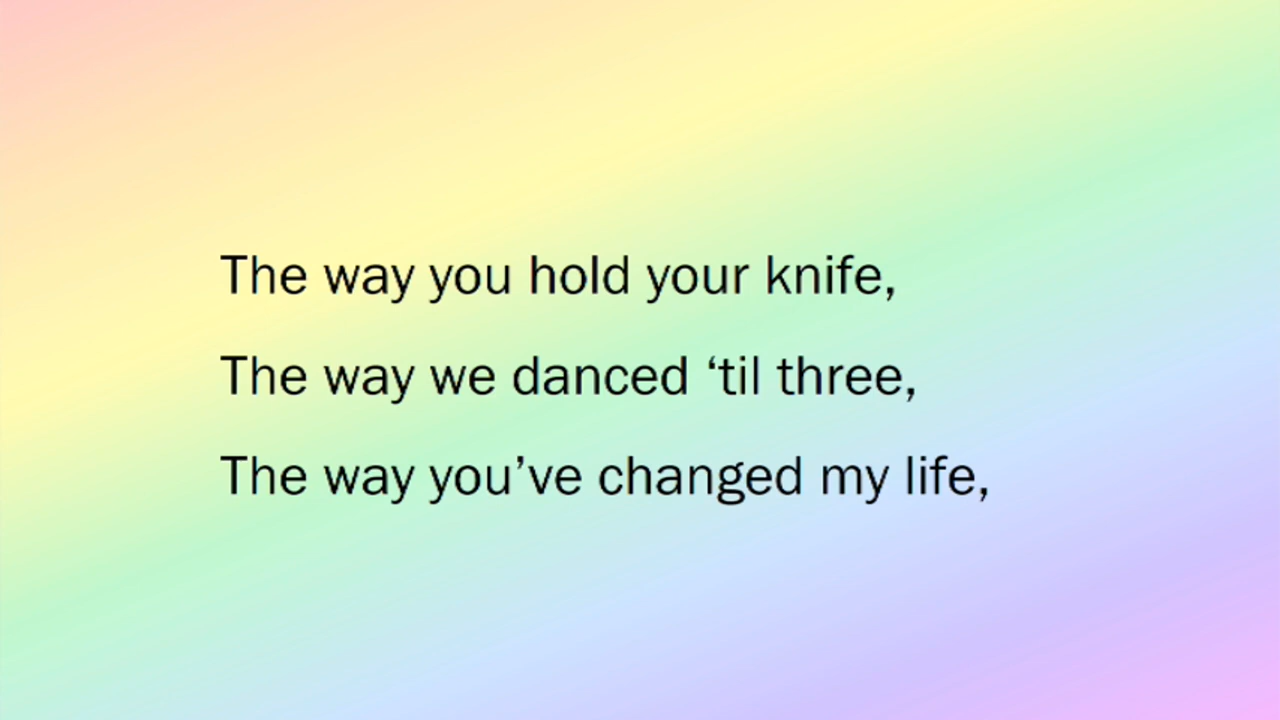 The way you hold your knife,
The way we danced ‘til three,
The way you’ve changed my life,